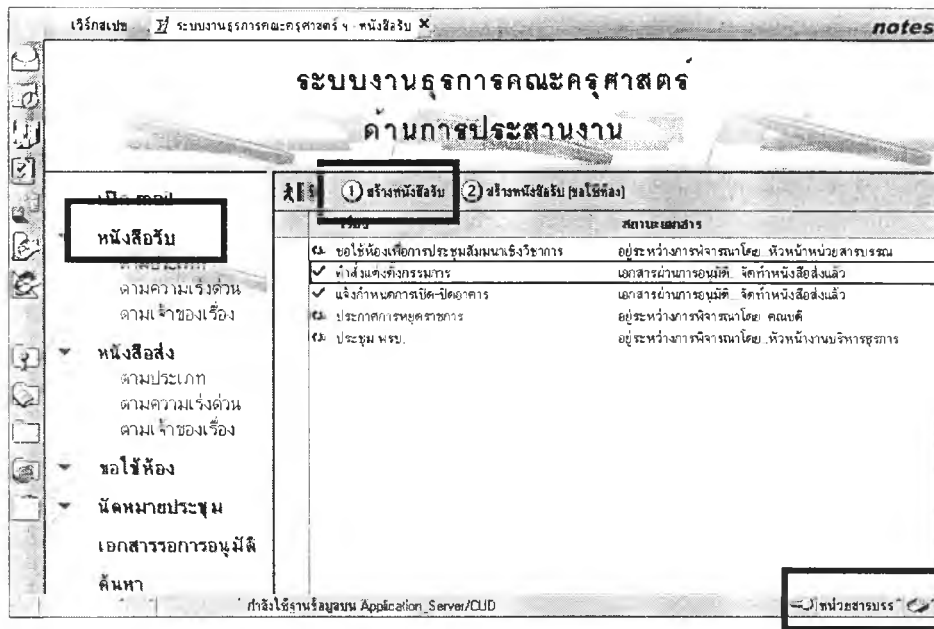 เวิร์กสเปซ ระบบงานธุรการคณะครุศาสตร์ ฯ - หนังสือรับ notes
ระบบงานธุรการคณะครุศาสตร์
ด้านการประสานงาน
① สร้างหนังสือรับ ② สร้างหนังสือรับ [ขอใช้ห้อง]
เรื่อง สถานะเอกสาร
ขอใช้ห้องเพื่อการประชุมสัมมนาเชิงวิชาการ อยู่ระหว่างการพิจารณาโดย...หัวหน้าหน่วยสารบรรณ
คำสั่งแต่งตั้งกรรมการ เอกสารผ่านการอนุมัติ...จัดทำหนังสือส่งแล้ว
แจ้งกำหนดการเปิด-ปิดอาคาร เอกสารผ่านการอนุมัติ...จัดทำหนังสือส่งแล้ว
ประกาศการหยุดราชการ อยู่ระหว่างการพิจารณาโดย คณบดี
ประชุม พรบ. อยู่ระหว่างการพิจารณาโดย...หัวหน้างานบริหารธุรการ
หนังสือรับ
ตามประเภท
ตามความเร่งด่วน
ตามเจ้าของเรื่อง
หนังสือส่ง
ตามประเภท
ตามความเร่งด่วน
ตามเจ้าของเรื่อง
ขอใช้ห้อง
นัดหมายประชุม
เอกสารรอการอนุมัติ
ค้นหา
กำลังใช้ฐานข้อมูลบน Application_Server/CUD หน่วยสารบรร